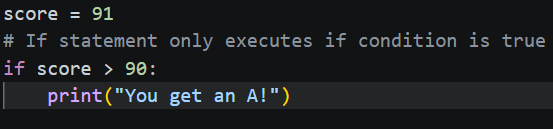 score = 91
# If statement only executes if condition is true
if score > 90:
    print("You get an A!")